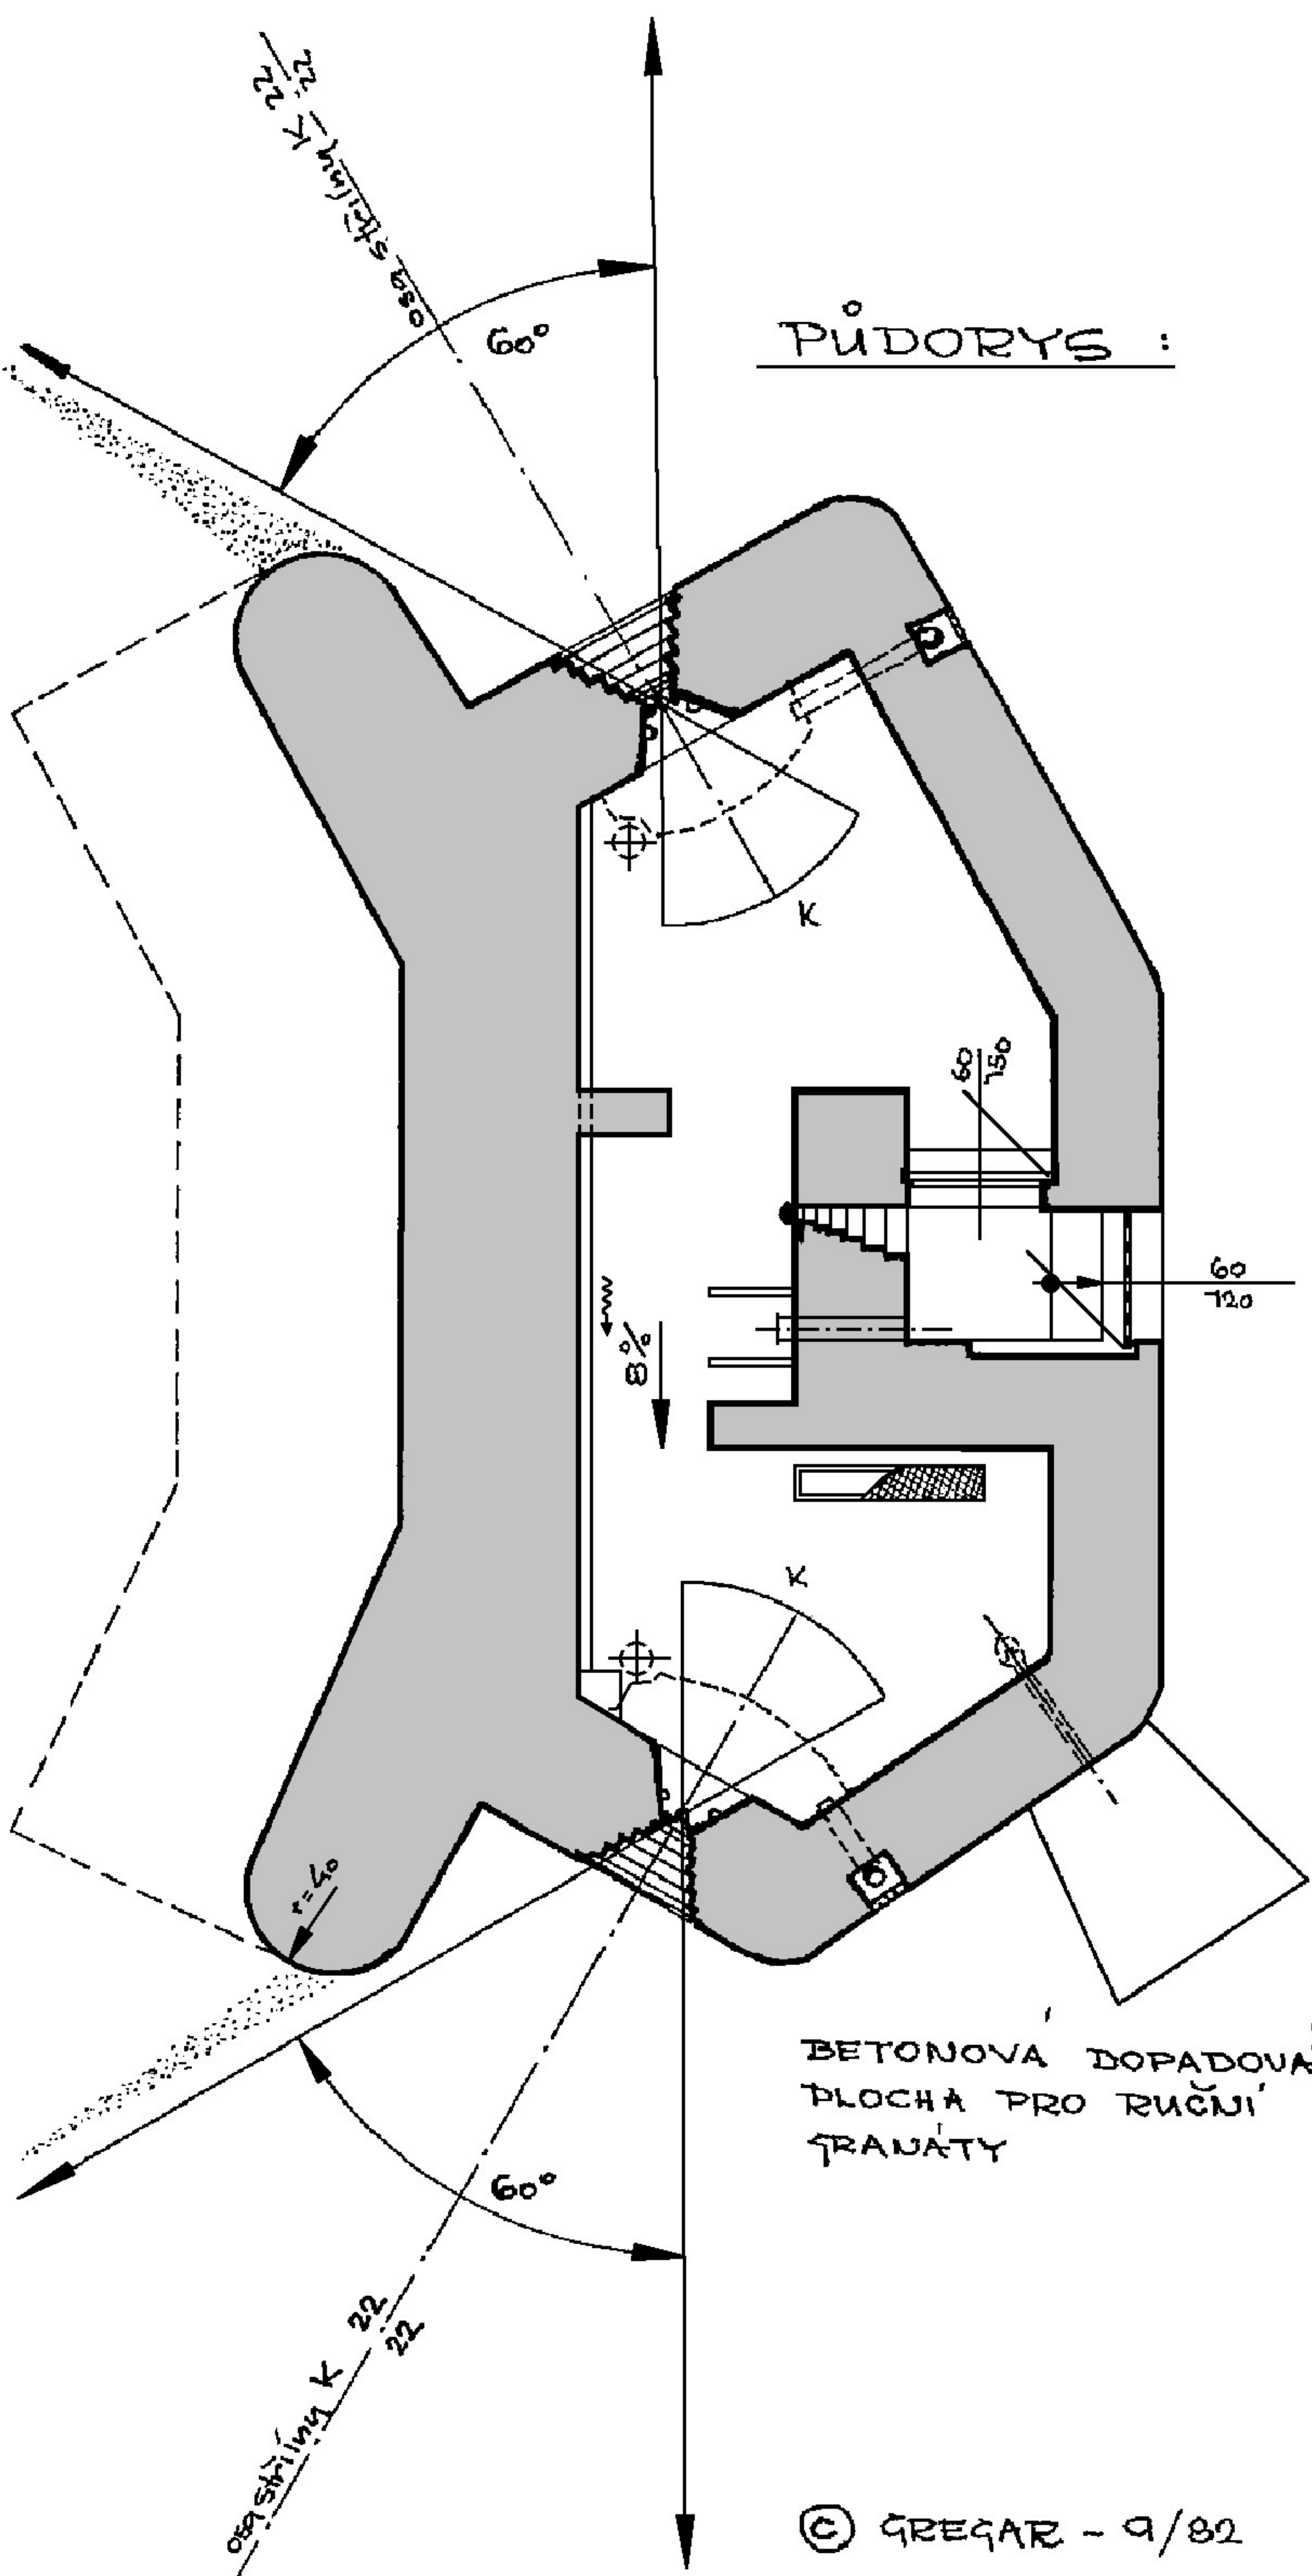 osa střílny K 22
22
60°
PŮDORYS :
K
60
150
60
120
8%
K
r=40
BETONOVÁ DOPADOVÁ
PLOCHA PRO RUČNÍ
GRANÁTY
60°
osa střílny K 22
22
© GREGAR - 9/82